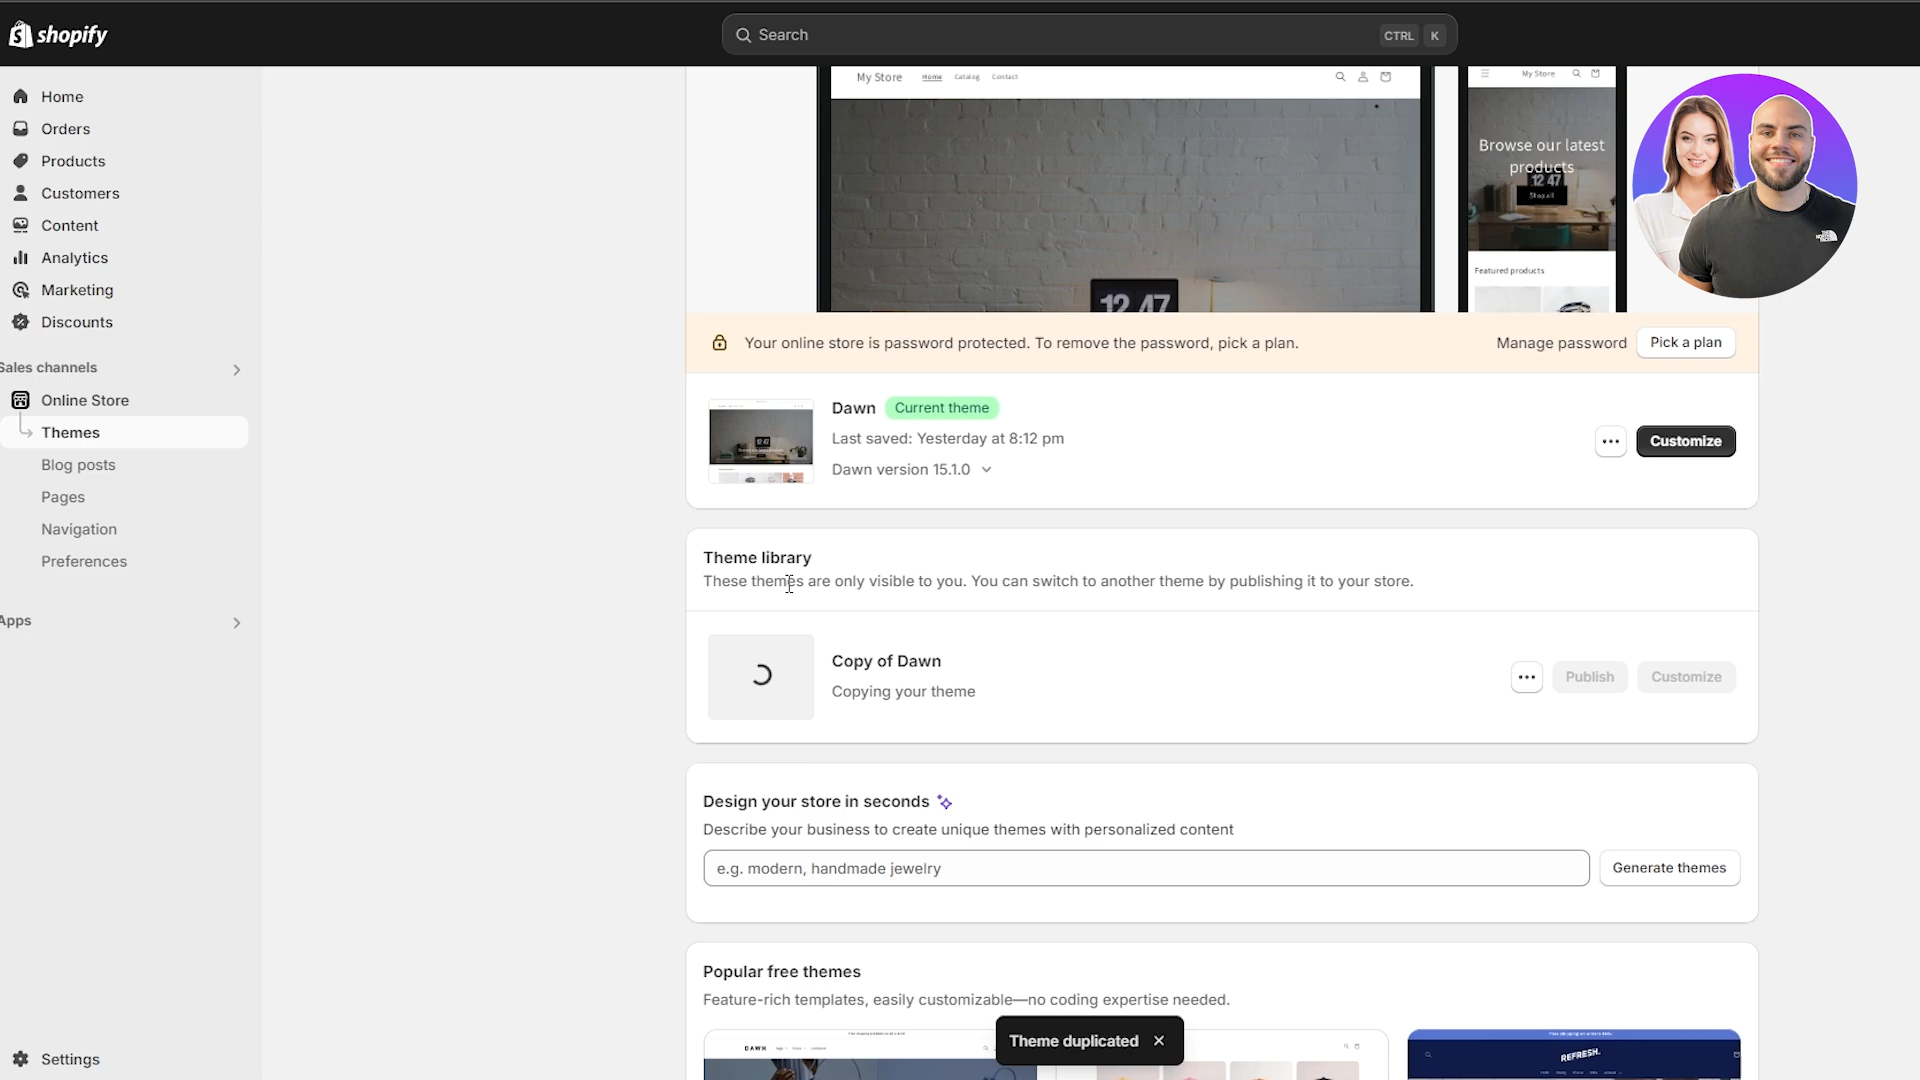 shopify
Search
CTRL K
Home
Orders
Products
Customers
Content
Analytics
Marketing
Discounts
Sales channels
Online Store
Themes
Blog posts
Pages
Navigation
Preferences
Apps
Settings
My Store Home Catalog Contact
12 47
My Store
Browse our latest
products
12 47
Shop all
Featured products
THE NORTH FACE
Your online store is password protected. To remove the password, pick a plan.
Manage password
Pick a plan
Dawn
Current theme
Last saved: Yesterday at 8:12 pm
Dawn version 15.1.0
Customize
Theme library
These themes are only visible to you. You can switch to another theme by publishing it to your store.
Copy of Dawn
Copying your theme
Publish
Customize
Design your store in seconds
Describe your business to create unique themes with personalized content
e.g. modern, handmade jewelry
Generate themes
Popular free themes
Feature-rich templates, easily customizable—no coding expertise needed.
DAWN
REFRESH.
Theme duplicated